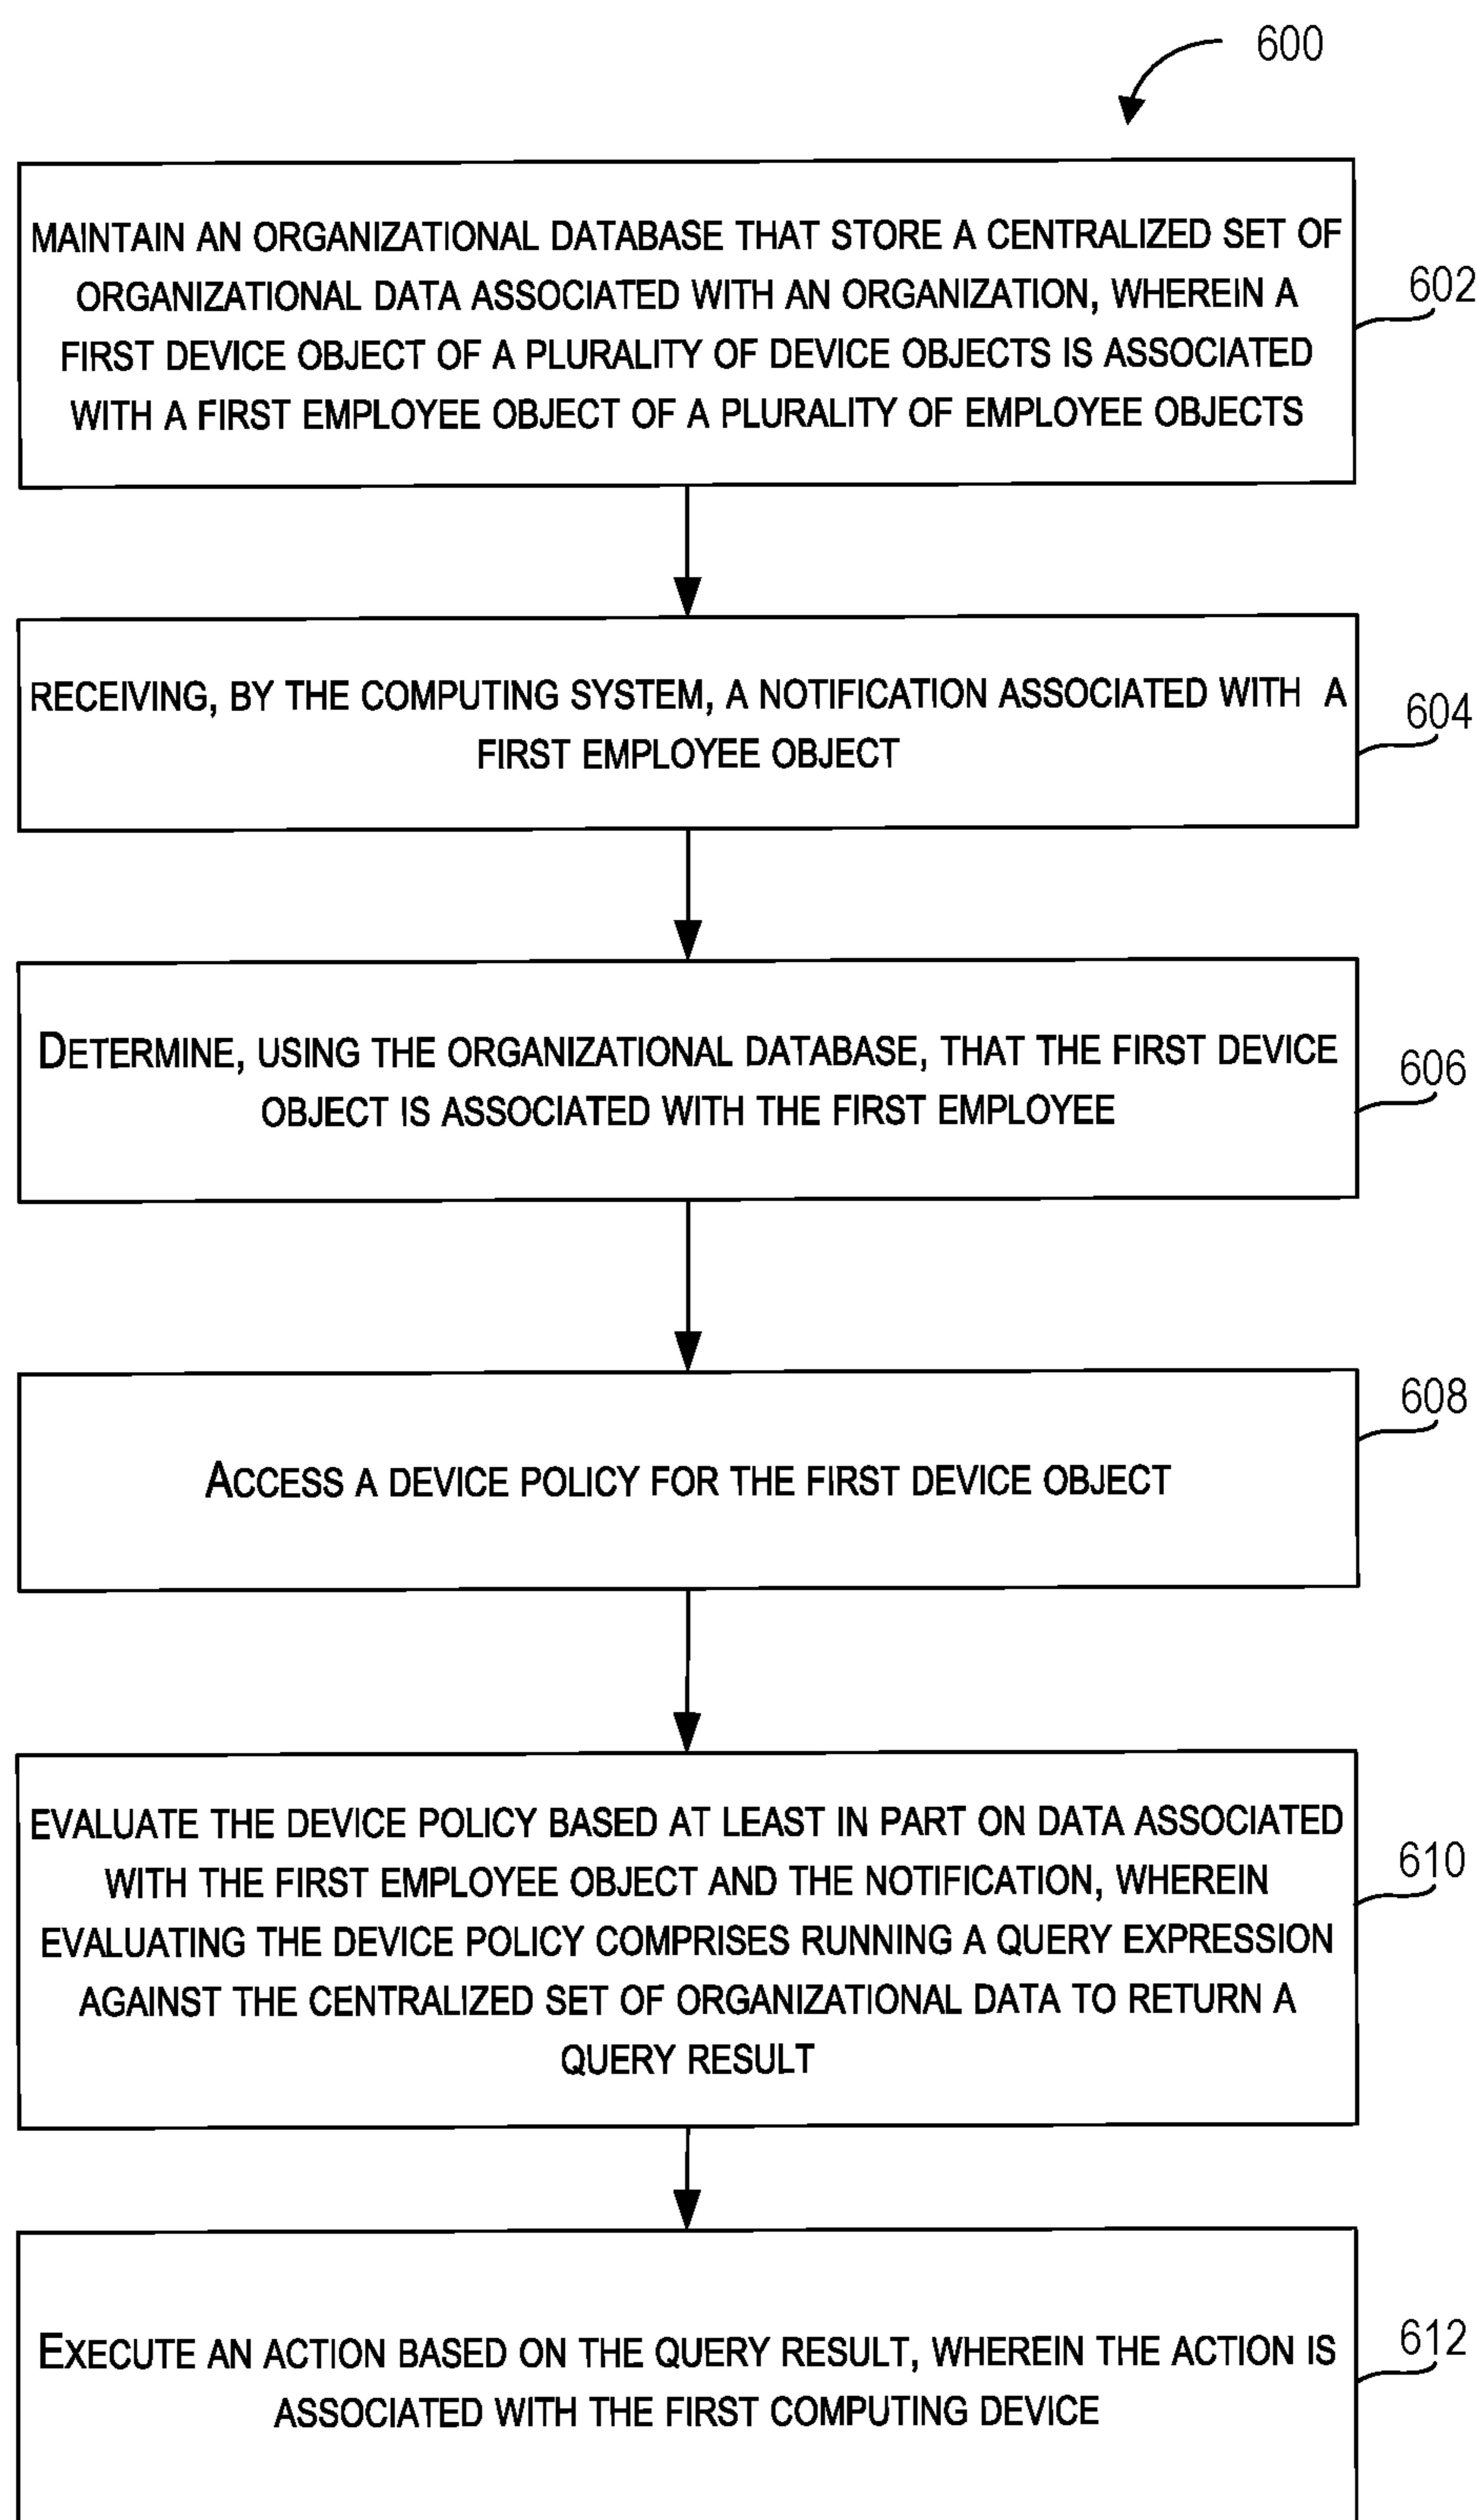 600
MAINTAIN AN ORGANIZATIONAL DATABASE THAT STORE A CENTRALIZED SET OF
ORGANIZATIONAL DATA ASSOCIATED WITH AN ORGANIZATION, WHEREIN A
FIRST DEVICE OBJECT OF A PLURALITY OF DEVICE OBJECTS IS ASSOCIATED
WITH A FIRST EMPLOYEE OBJECT OF A PLURALITY OF EMPLOYEE OBJECTS
602
RECEIVING, BY THE COMPUTING SYSTEM, A NOTIFICATION ASSOCIATED WITH A
FIRST EMPLOYEE OBJECT
604
DETERMINE, USING THE ORGANIZATIONAL DATABASE, THAT THE FIRST DEVICE
OBJECT IS ASSOCIATED WITH THE FIRST EMPLOYEE
606
ACCESS A DEVICE POLICY FOR THE FIRST DEVICE OBJECT
608
EVALUATE THE DEVICE POLICY BASED AT LEAST IN PART ON DATA ASSOCIATED
WITH THE FIRST EMPLOYEE OBJECT AND THE NOTIFICATION, WHEREIN
EVALUATING THE DEVICE POLICY COMPRISES RUNNING A QUERY EXPRESSION
AGAINST THE CENTRALIZED SET OF ORGANIZATIONAL DATA TO RETURN A
QUERY RESULT
610
EXECUTE AN ACTION BASED ON THE QUERY RESULT, WHEREIN THE ACTION IS
ASSOCIATED WITH THE FIRST COMPUTING DEVICE
612